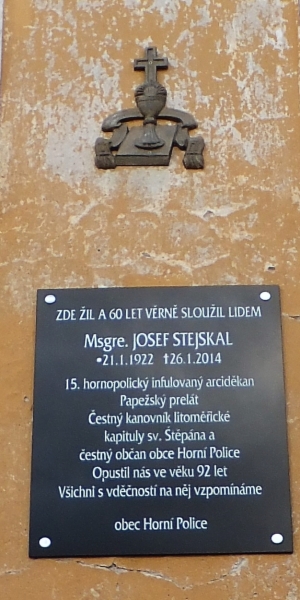 ZDE ŽIL A 60 LET VĚRNĚ SLOUŽIL LIDEM
Msgre. JOSEF STEJSKAL
*21.1.1922 †26.1.2014
15. hornopolický infulovaný arciděkan
Papežský prelát
Čestný kanovník litoměřické
kapituly sv. Štěpána a
čestný občan obce Horní Police
Opustil nás ve věku 92 let
Všichni s vděčností na něj vzpomínáme
obec Horní Police